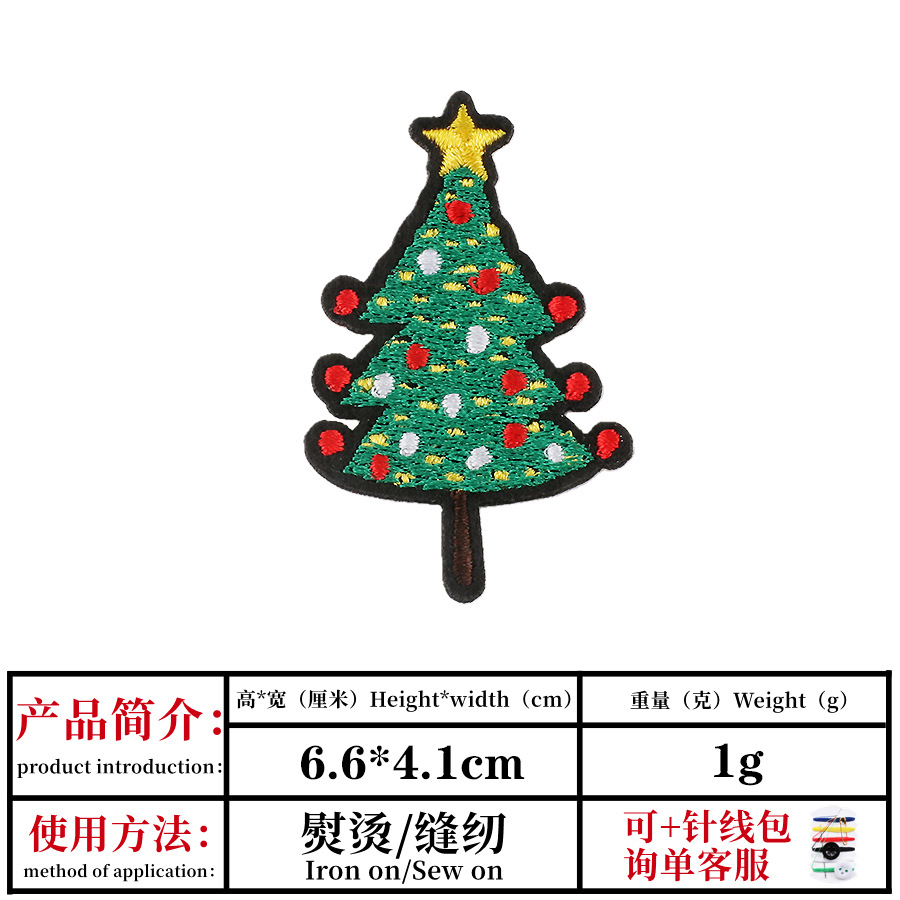 产品简介：
product introduction：
高*宽（厘米）Height*width（cm）
重量（克）Weight（g）
6.6*4.1cm
1g
使用方法：
method of application：
熨烫/缝纫
Iron on/Sew on
可+针线包
询单客服